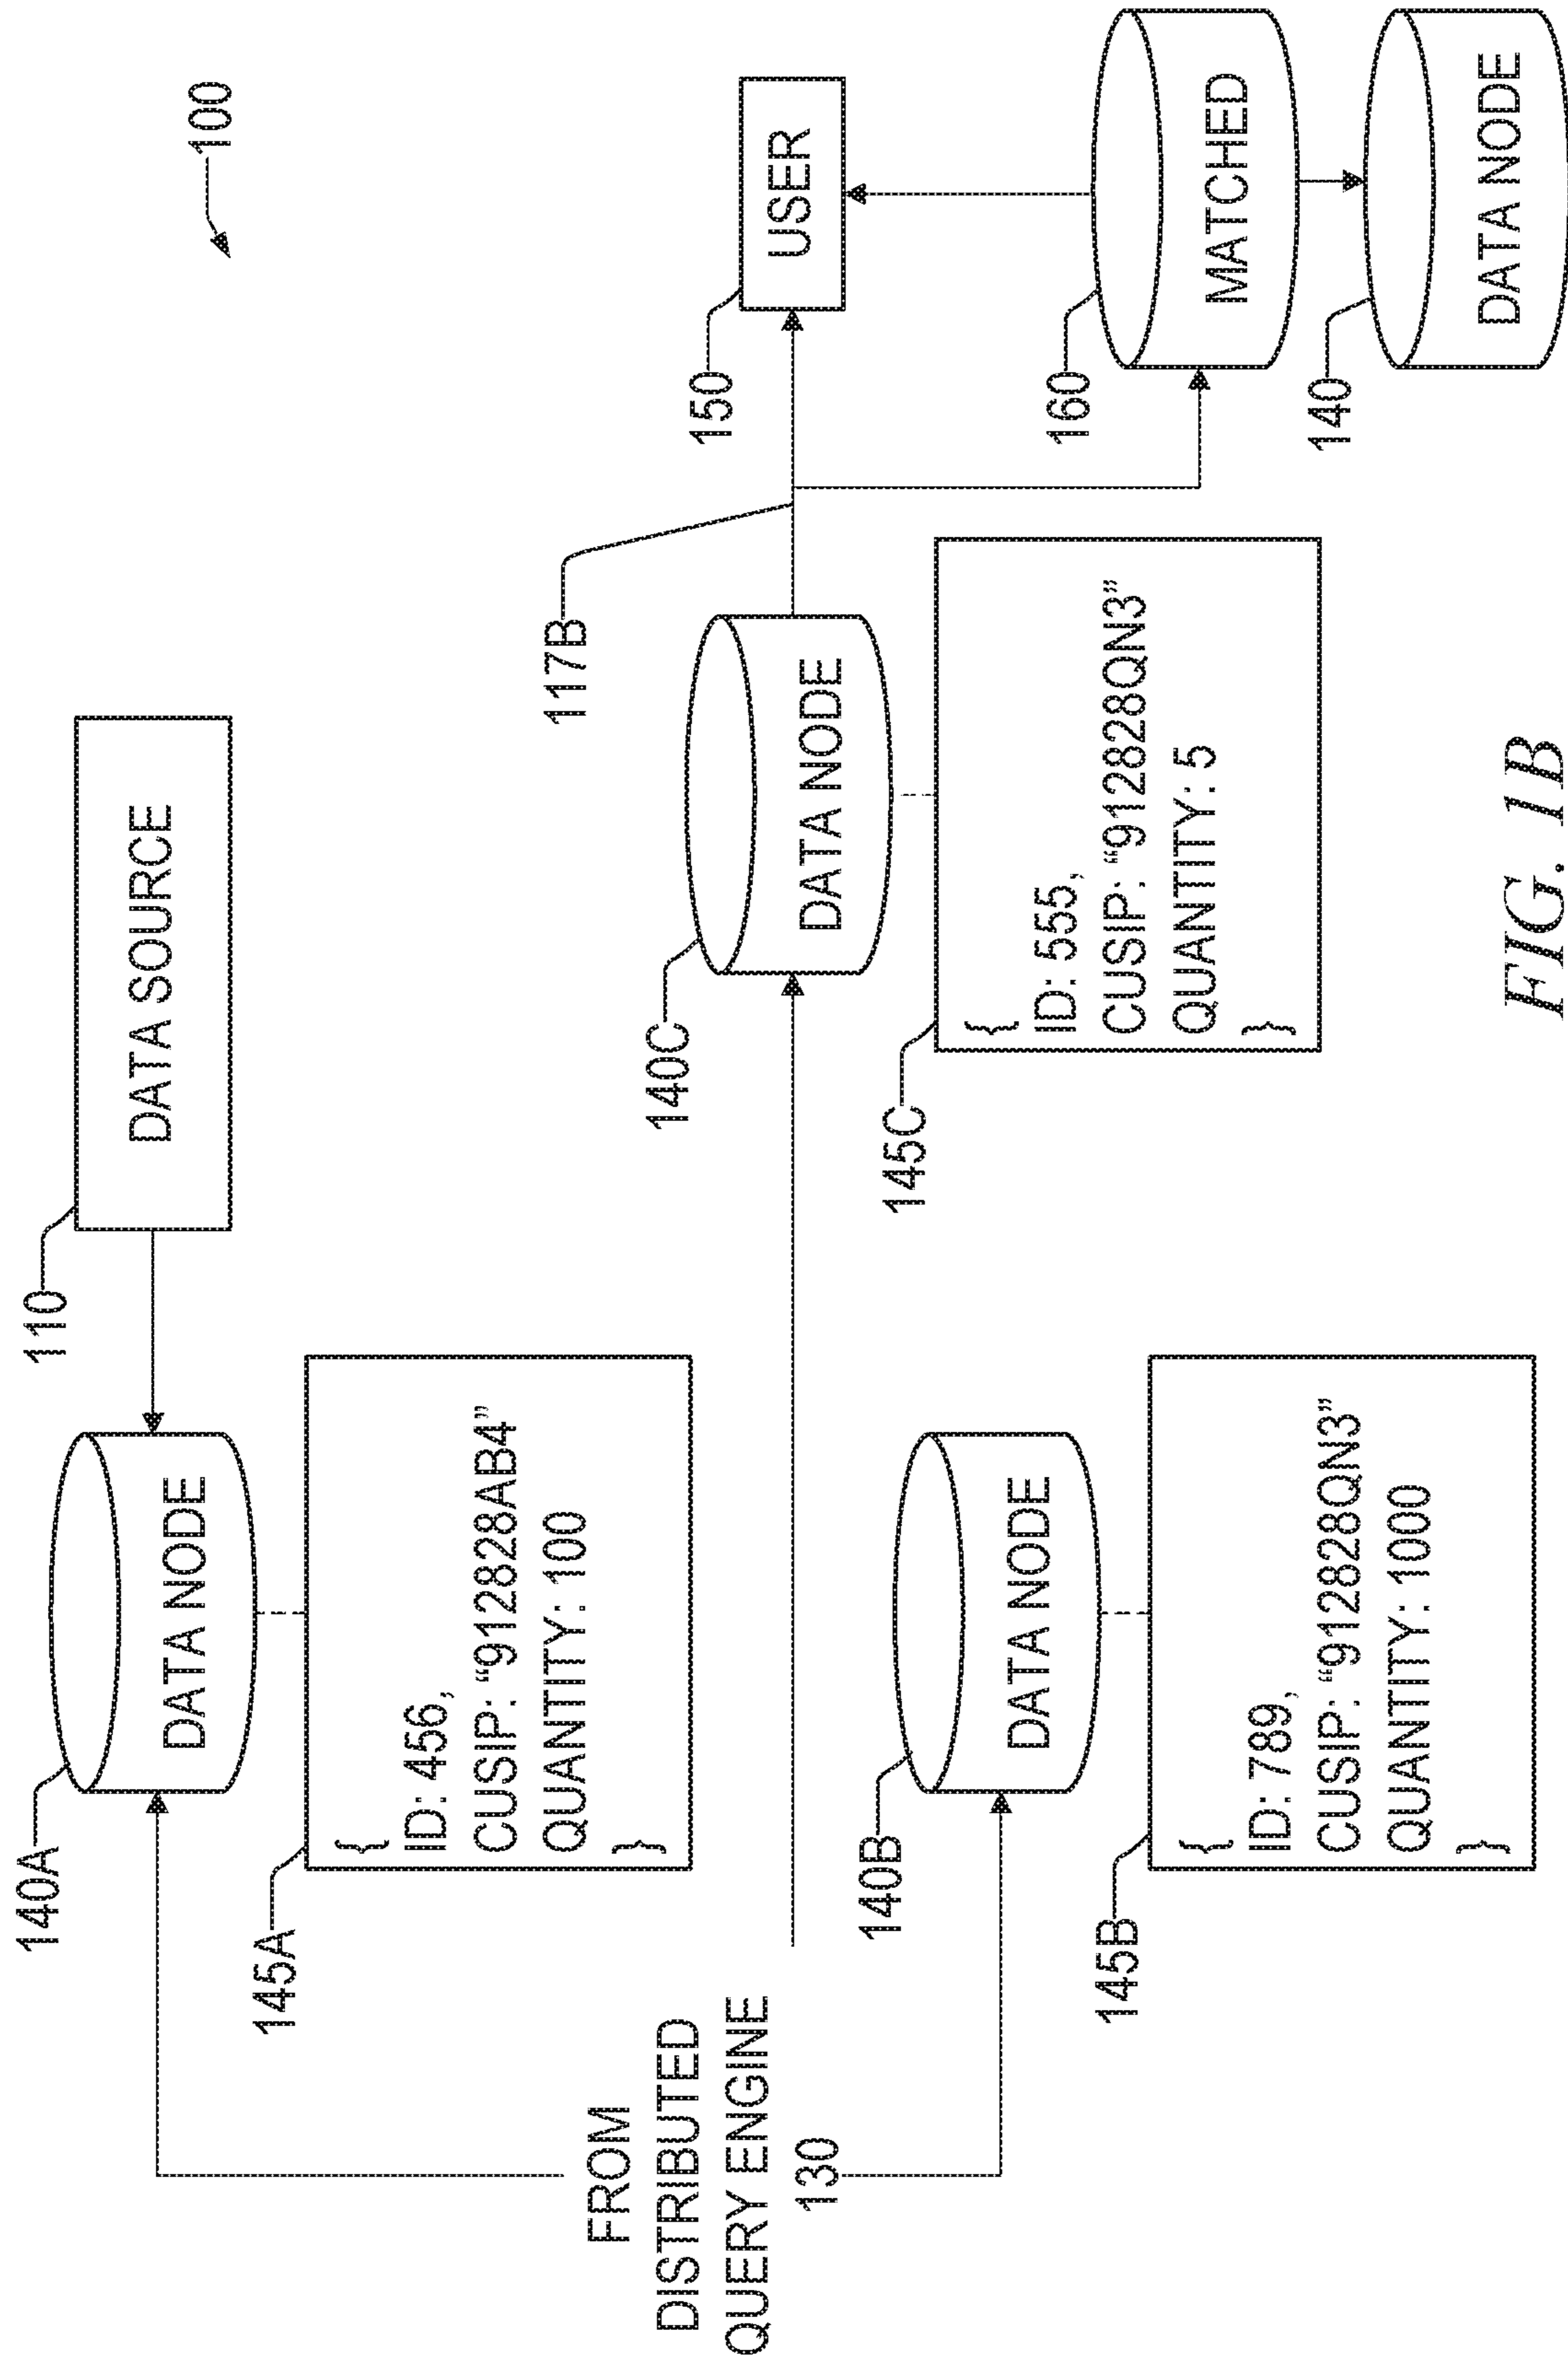 100
110
DATA SOURCE
140A
DATA NODE
145A
{
ID: 456,
CUSIP: “912828AB4”
QUANTITY: 100
}
FROM
DISTRIBUTED
QUERY ENGINE
130
117B
140C
DATA NODE
150
USER
145C
{
ID: 555,
CUSIP: “912828QN3”
QUANTITY: 5
}
140B
DATA NODE
160
MATCHED
145B
{
ID: 789,
CUSIP: “912828QN3”
QUANTITY: 1000
}
140
DATA NODE
FIG. 1B